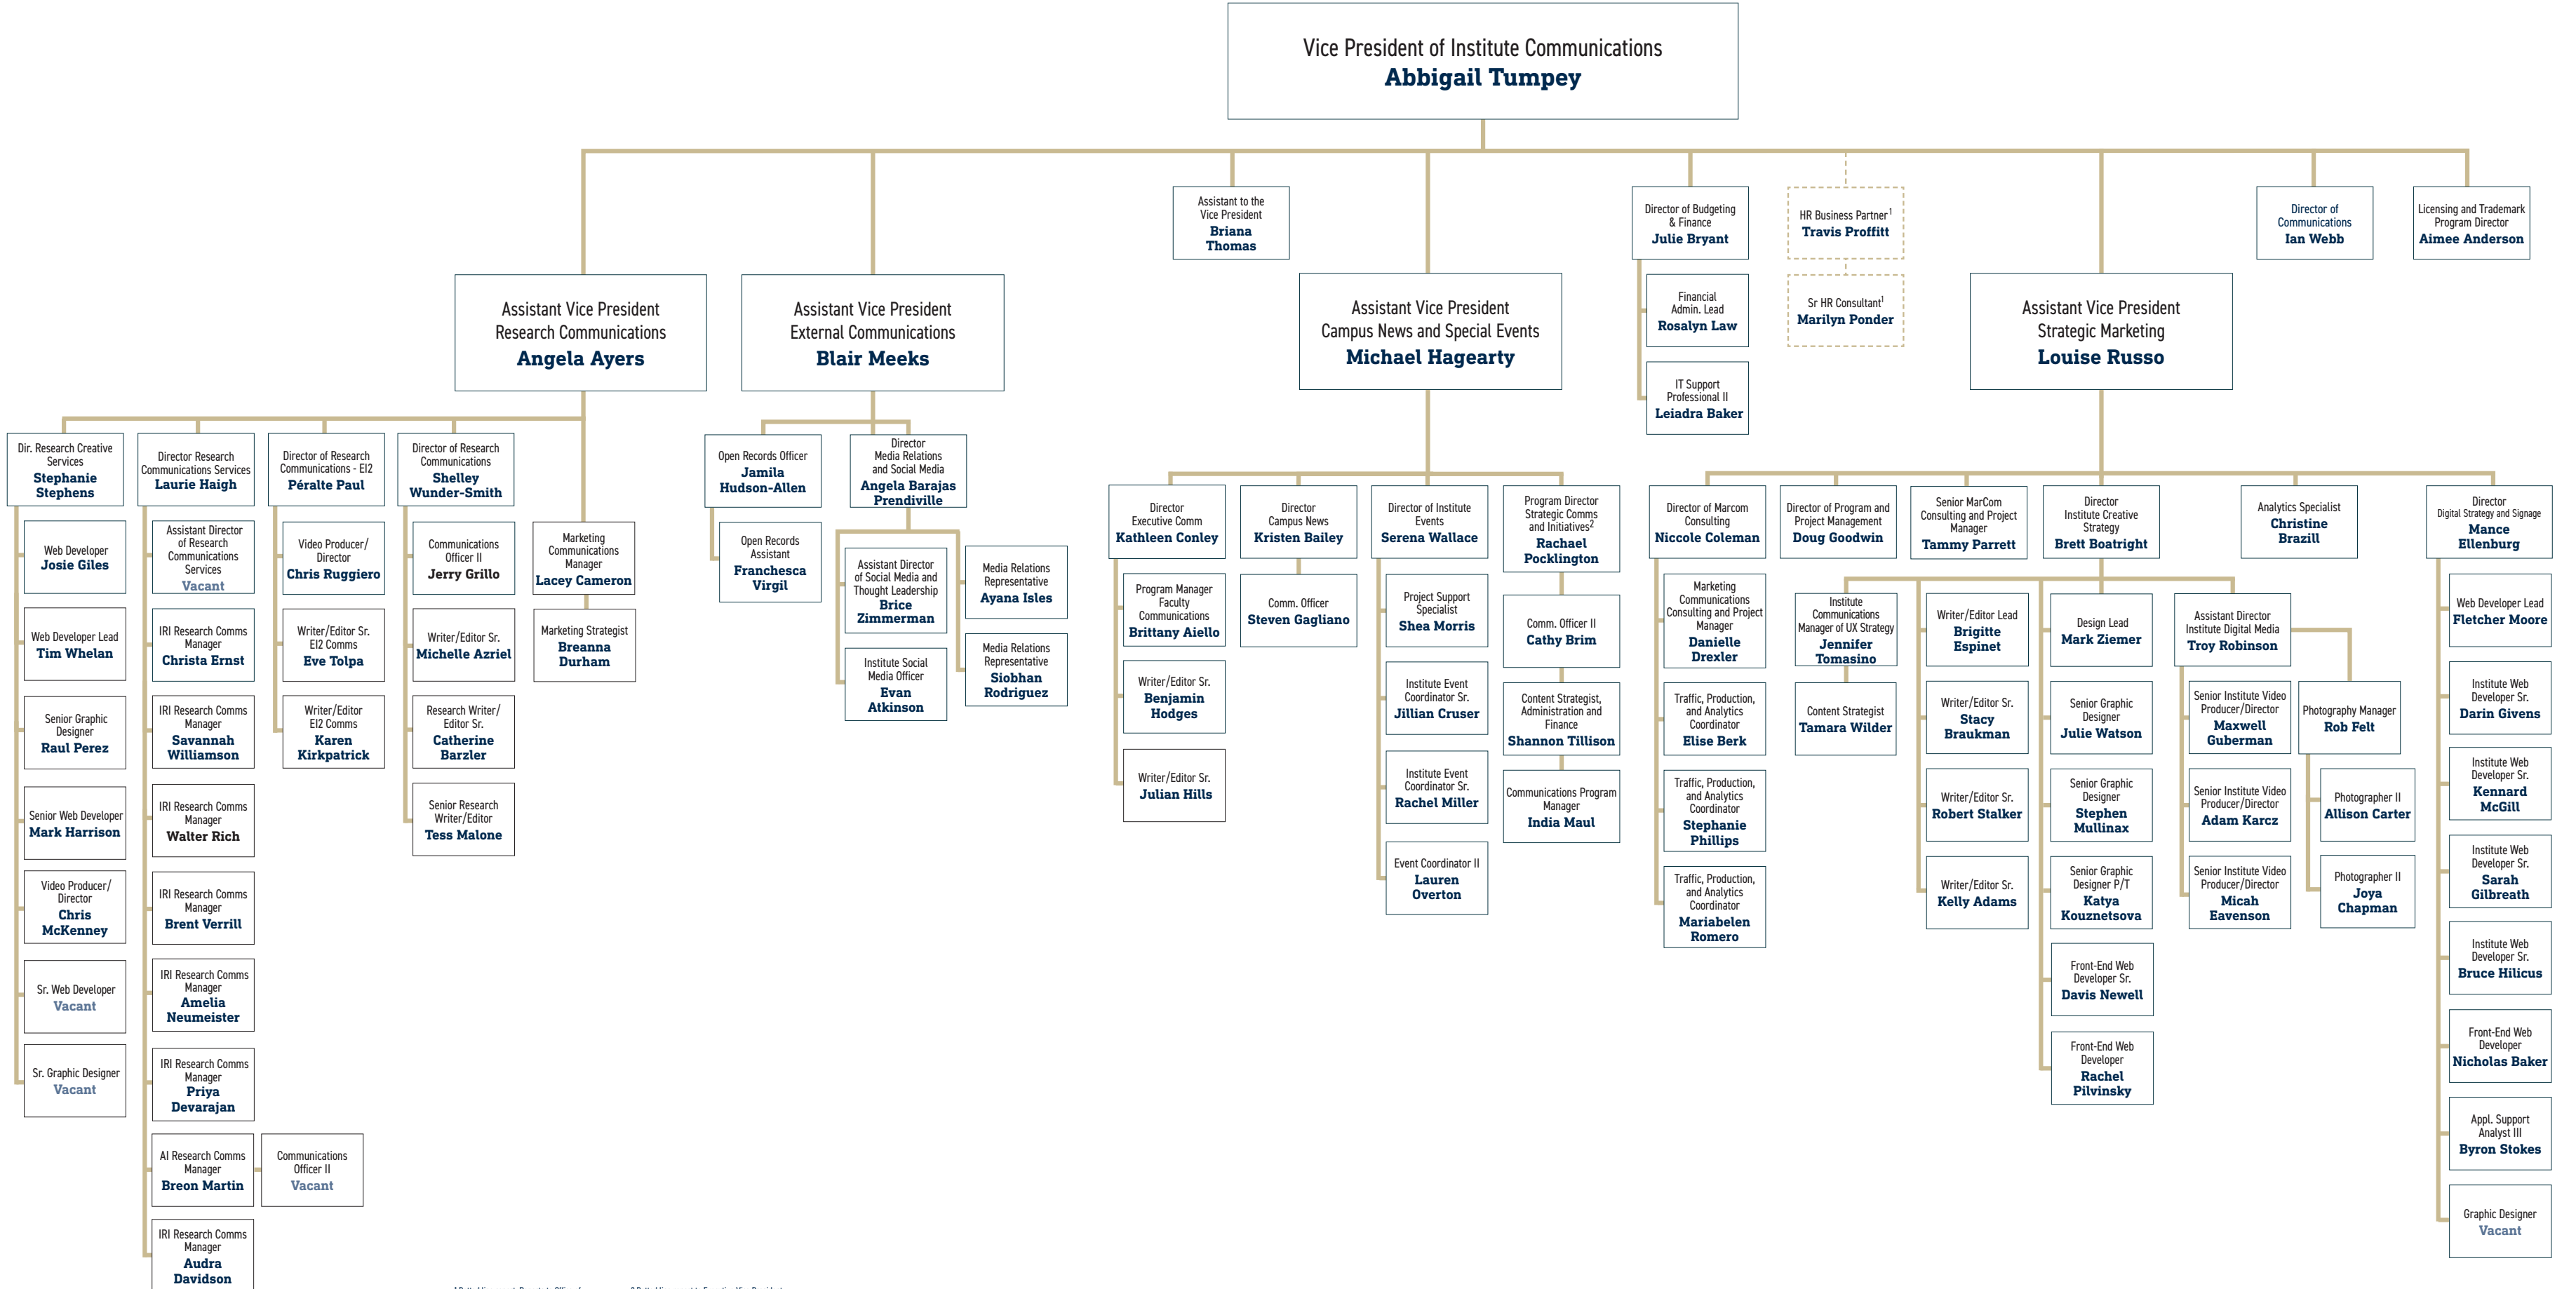 Vice President of Institute Communications
Abbigail Tumpey
Assistant to the
Vice President
Briana
Thomas
Director of Budgeting
& Finance
Julie Bryant
HR Business Partner1
Travis Proffitt
Director of
Communications
Ian Webb
Licensing and Trademark
Program Director
Aimee Anderson
Financial
Admin. Lead
Rosalyn Law
Sr HR Consultant1
Marilyn Ponder
IT Support
Professional II
Leiadra Baker
Assistant Vice President
Research Communications
Angela Ayers
Assistant Vice President
External Communications
Blair Meeks
Assistant Vice President
Campus News and Special Events
Michael Hagearty
Assistant Vice President
Strategic Marketing
Louise Russo
Dir. Research Creative
Services
Stephanie
Stephens
Web Developer
Josie Giles
Web Developer Lead
Tim Whelan
Senior Graphic
Designer
Raul Perez
Senior Web Developer
Mark Harrison
Video Producer/
Director
Chris
McKenney
Sr. Web Developer
Vacant
Sr. Graphic Designer
Vacant
Director Research
Communications Services
Laurie Haigh
Assistant Director
of Research
Communications
Services
Vacant
IRI Research Comms
Manager
Christa Ernst
IRI Research Comms
Manager
Savannah
Williamson
IRI Research Comms
Manager
Walter Rich
IRI Research Comms
Manager
Brent Verrill
IRI Research Comms
Manager
Amelia
Neumeister
IRI Research Comms
Manager
Priya
Devarajan
AI Research Comms
Manager
Breon Martin
Communications
Officer II
Vacant
IRI Research Comms
Manager
Audra
Davidson
Director of Research
Communications - EI2
Péralte Paul
Video Producer/
Director
Chris Ruggiero
Writer/Editor Sr.
EI2 Comms
Eve Tolpa
Writer/Editor
EI2 Comms
Karen
Kirkpatrick
Director of Research
Communications
Shelley
Wunder-Smith
Communications
Officer II
Jerry Grillo
Writer/Editor Sr.
Michelle Azriel
Research Writer/
Editor Sr.
Catherine
Barzler
Senior Research
Writer/Editor
Tess Malone
Marketing
Communications
Manager
Lacey Cameron
Marketing Strategist
Breanna
Durham
Open Records Officer
Jamila
Hudson-Allen
Open Records
Assistant
Franchesca
Virgil
Director
Media Relations
and Social Media
Angela Barajas
Prendiville
Assistant Director
of Social Media and
Thought Leadership
Brice
Zimmerman
Institute Social
Media Officer
Evan
Atkinson
Media Relations
Representative
Ayana Isles
Media Relations
Representative
Siobhan
Rodriguez
Director
Executive Comm
Kathleen Conley
Program Manager
Faculty
Communications
Brittany Aiello
Writer/Editor Sr.
Benjamin
Hodges
Writer/Editor Sr.
Julian Hills
Director
Campus News
Kristen Bailey
Comm. Officer
Steven Gagliano
Director of Institute
Events
Serena Wallace
Project Support
Specialist
Shea Morris
Institute Event
Coordinator Sr.
Jillian Cruser
Institute Event
Coordinator Sr.
Rachel Miller
Event Coordinator II
Lauren
Overton
Program Director
Strategic Comms
and Initiatives2
Rachael
Pocklington
Comm. Officer II
Cathy Brim
Content Strategist,
Administration and
Finance
Shannon Tillison
Communications Program
Manager
India Maul
Director of Marcom
Consulting
Niccole Coleman
Marketing
Communications
Consulting and Project
Manager
Danielle
Drexler
Traffic, Production,
and Analytics
Coordinator
Elise Berk
Traffic, Production,
and Analytics
Coordinator
Stephanie
Phillips
Traffic, Production,
and Analytics
Coordinator
Mariabelen
Romero
Director of Program and
Project Management
Doug Goodwin
Senior MarCom
Consulting and Project
Manager
Tammy Parrett
Director
Institute Creative
Strategy
Brett Boatright
Institute
Communications
Manager of UX Strategy
Jennifer
Tomasino
Content Strategist
Tamara Wilder
Writer/Editor Lead
Brigitte
Espinet
Writer/Editor Sr.
Stacy
Braukman
Writer/Editor Sr.
Robert Stalker
Writer/Editor Sr.
Kelly Adams
Design Lead
Mark Ziemer
Senior Graphic
Designer
Julie Watson
Senior Graphic
Designer
Stephen
Mullinax
Senior Graphic
Designer P/T
Katya
Kouznetsova
Front-End Web
Developer Sr.
Davis Newell
Front-End Web
Developer
Rachel
Pilvinsky
Assistant Director
Institute Digital Media
Troy Robinson
Senior Institute Video
Producer/Director
Maxwell
Guberman
Senior Institute Video
Producer/Director
Adam Karcz
Senior Institute Video
Producer/Director
Micah
Eavenson
Photography Manager
Rob Felt
Photographer II
Allison Carter
Photographer II
Joya
Chapman
Analytics Specialist
Christine
Brazill
Director
Digital Strategy and Signage
Mance
Ellenburg
Web Developer Lead
Fletcher Moore
Institute Web
Developer Sr.
Darin Givens
Institute Web
Developer Sr.
Kennard
McGill
Institute Web
Developer Sr.
Sarah
Gilbreath
Institute Web
Developer Sr.
Bruce Hilicus
Front-End Web
Developer
Nicholas Baker
Appl. Support
Analyst III
Byron Stokes
Graphic Designer
Vacant